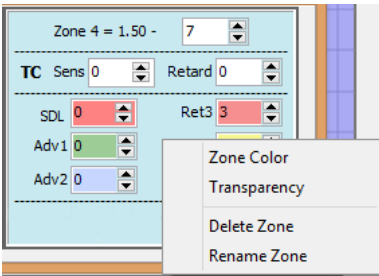 Zone 4 = 1.50 - 7
TC Sens 0 Retard 0
SDL 0 Ret3 3
Adv1 0
Adv2 0
Zone Color
Transparency
Delete Zone
Rename Zone